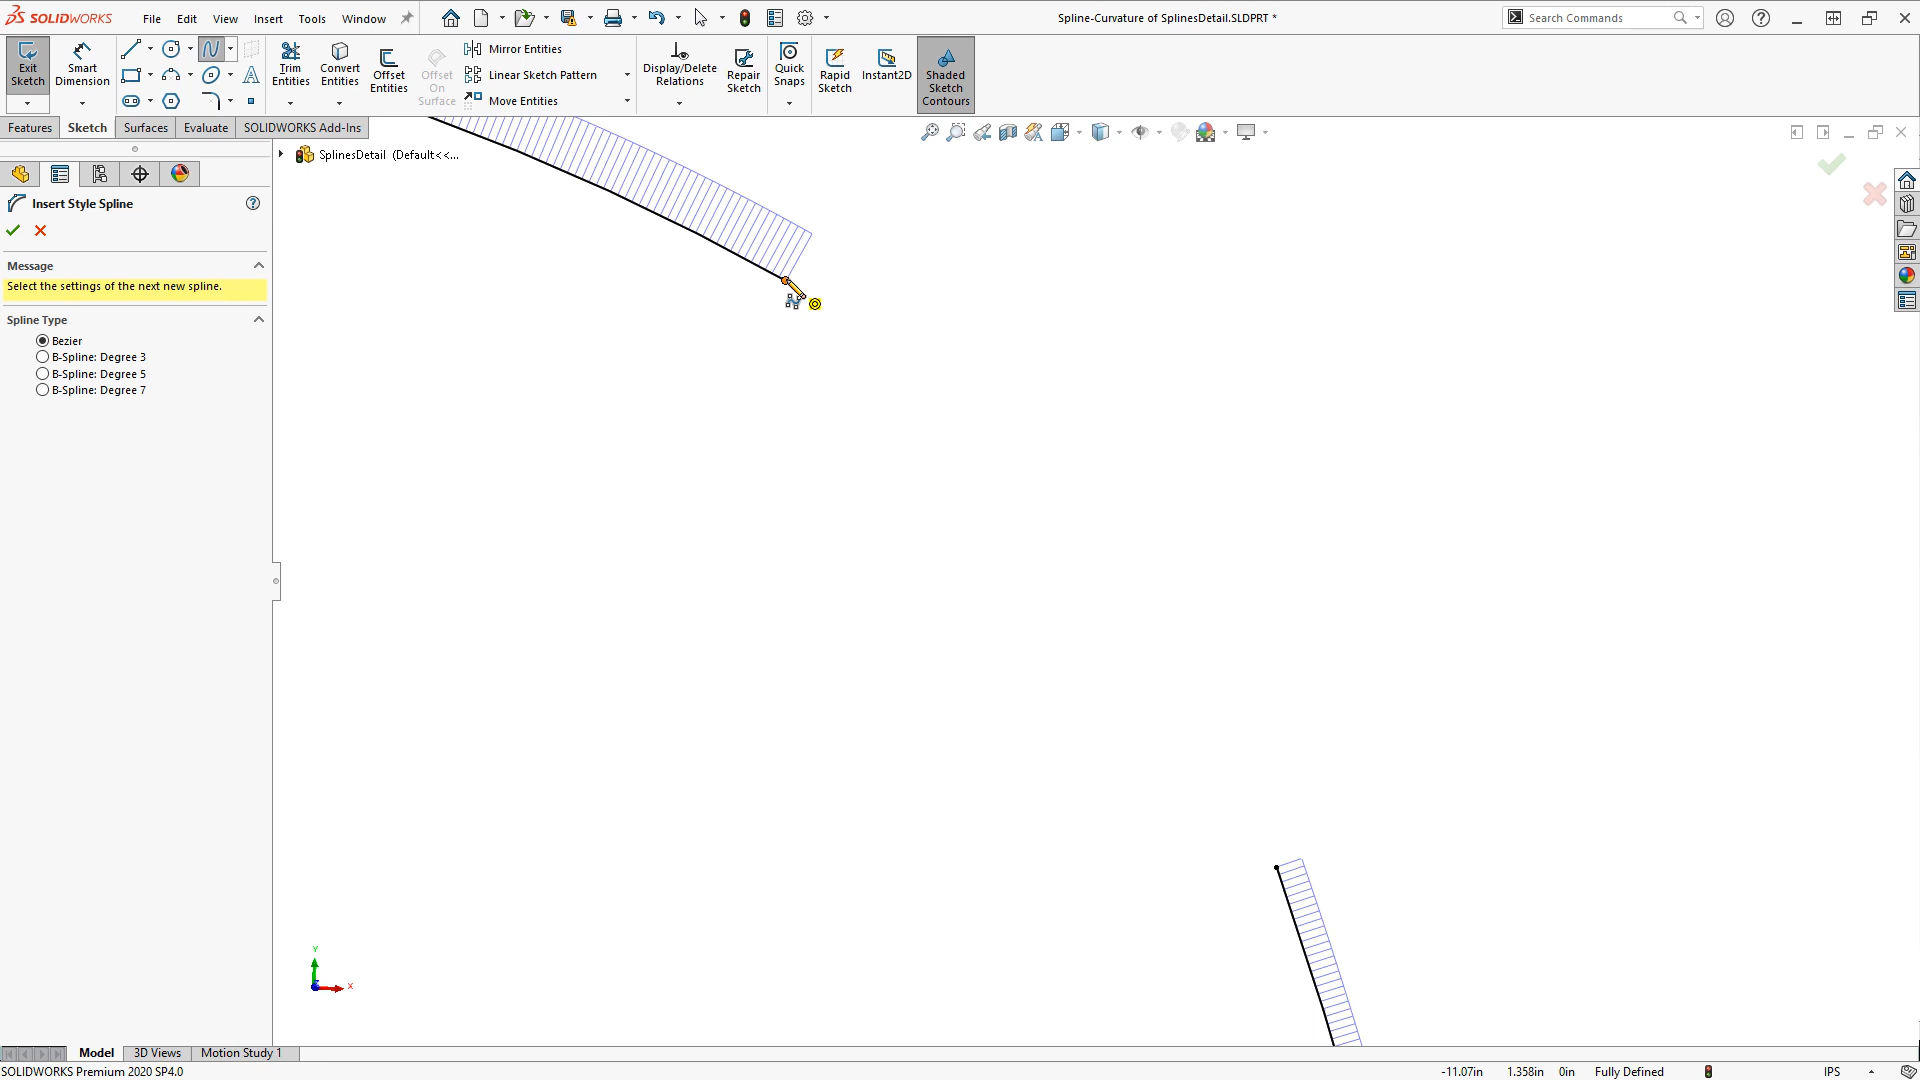 SOLIDWORKS
File
Edit
View
Insert
Tools
Window
Spline-Curvature of SplinesDetail.SLDPRT *
Search Commands
Exit
Sketch
Smart
Dimension
Trim
Entities
Convert
Entities
Offset
Entities
Offset
On
Surface
Mirror Entities
Linear Sketch Pattern
Move Entities
Display/Delete
Relations
Repair
Sketch
Quick
Snaps
Rapid
Sketch
Instant2D
Shaded
Sketch
Contours
Features
Sketch
Surfaces
Evaluate
SOLIDWORKS Add-Ins
SplinesDetail (Default<<...
Insert Style Spline
Message
Select the settings of the next new spline.
Spline Type
Bezier
B-Spline: Degree 3
B-Spline: Degree 5
B-Spline: Degree 7
Y
X
Model
3D Views
Motion Study 1
SOLIDWORKS Premium 2020 SP4.0
-11.07in
1.358in
0in
Fully Defined
IPS